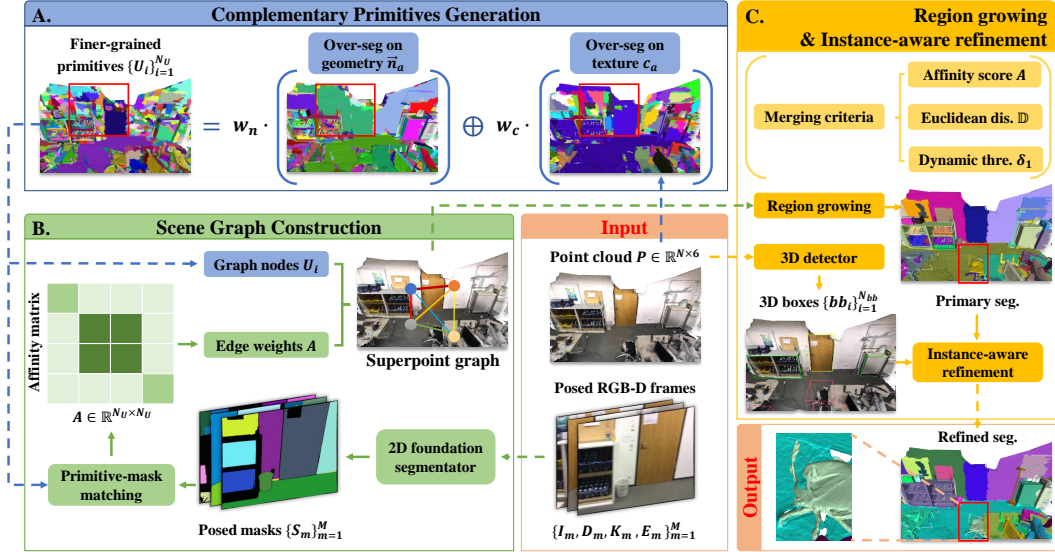 A. Complementary Primitives Generation
Finer-grained
primitives {U_i}_{i=1}^{N_U}
=
w_n ·
Over-seg on
geometry \vec{n}_a
⊕
w_c ·
Over-seg on
texture c_a
B. Scene Graph Construction
Graph nodes U_i
Affinity matrix
Edge weights A
Superpoint graph
A ∈ ℝ^{N_U×N_U}
Primitive-mask
matching
2D foundation
segmentator
Posed masks {S_m}_{m=1}^{M}
Input
Point cloud P ∈ ℝ^{N×6}
Posed RGB-D frames
{I_m, D_m, K_m, E_m}_{m=1}^{M}
C. Region growing
& Instance-aware refinement
Merging criteria
Affinity score A
Euclidean dis. 𝔻
Dynamic thre. δ_1
Region growing
3D detector
3D boxes {bb_i}_{i=1}^{N_{bb}}
Primary seg.
Instance-aware
refinement
Output
Refined seg.